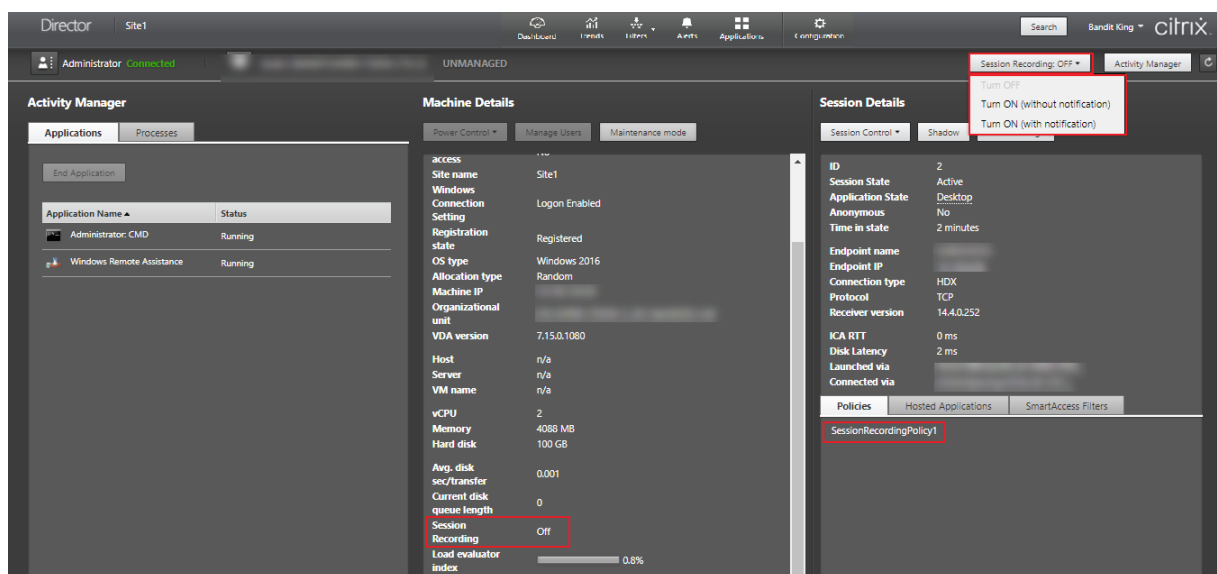 Director Site1
Dashboard Trends Filters Alerts Applications Configuration
Search Bandit King CİTRİX
Administrator Connected
UNMANAGED
Session Recording: OFF
Activity Manager
Turn OFF
Turn ON (without notification)
Turn ON (with notification)
Activity Manager
Applications Processes
End Application
Application Name Status
Administrator: CMD Running
Windows Remote Assistance Running
Machine Details
Power Control Manage Users Maintenance mode
access No
Site name Site1
Windows
Connection Logon Enabled
Setting
Registration
state Registered
OS type Windows 2016
Allocation type Random
Machine IP
Organizational
unit
VDA version 7.15.0.1080
Host n/a
Server n/a
VM name n/a
vCPU 2
Memory 4088 MB
Hard disk 100 GB
Avg. disk
sec/transfer 0.001
Current disk
queue length 0
Session
Recording Off
Load evaluator
index 0.8%
Session Details
Session Control Shadow
ID 2
Session State Active
Application State Desktop
Anonymous No
Time in state 2 minutes
Endpoint name
Endpoint IP
Connection type HDX
Protocol TCP
Receiver version 14.4.0.252
ICA RTT 0 ms
Disk Latency 2 ms
Launched via
Connected via
Policies Hosted Applications SmartAccess Filters
SessionRecordingPolicy1